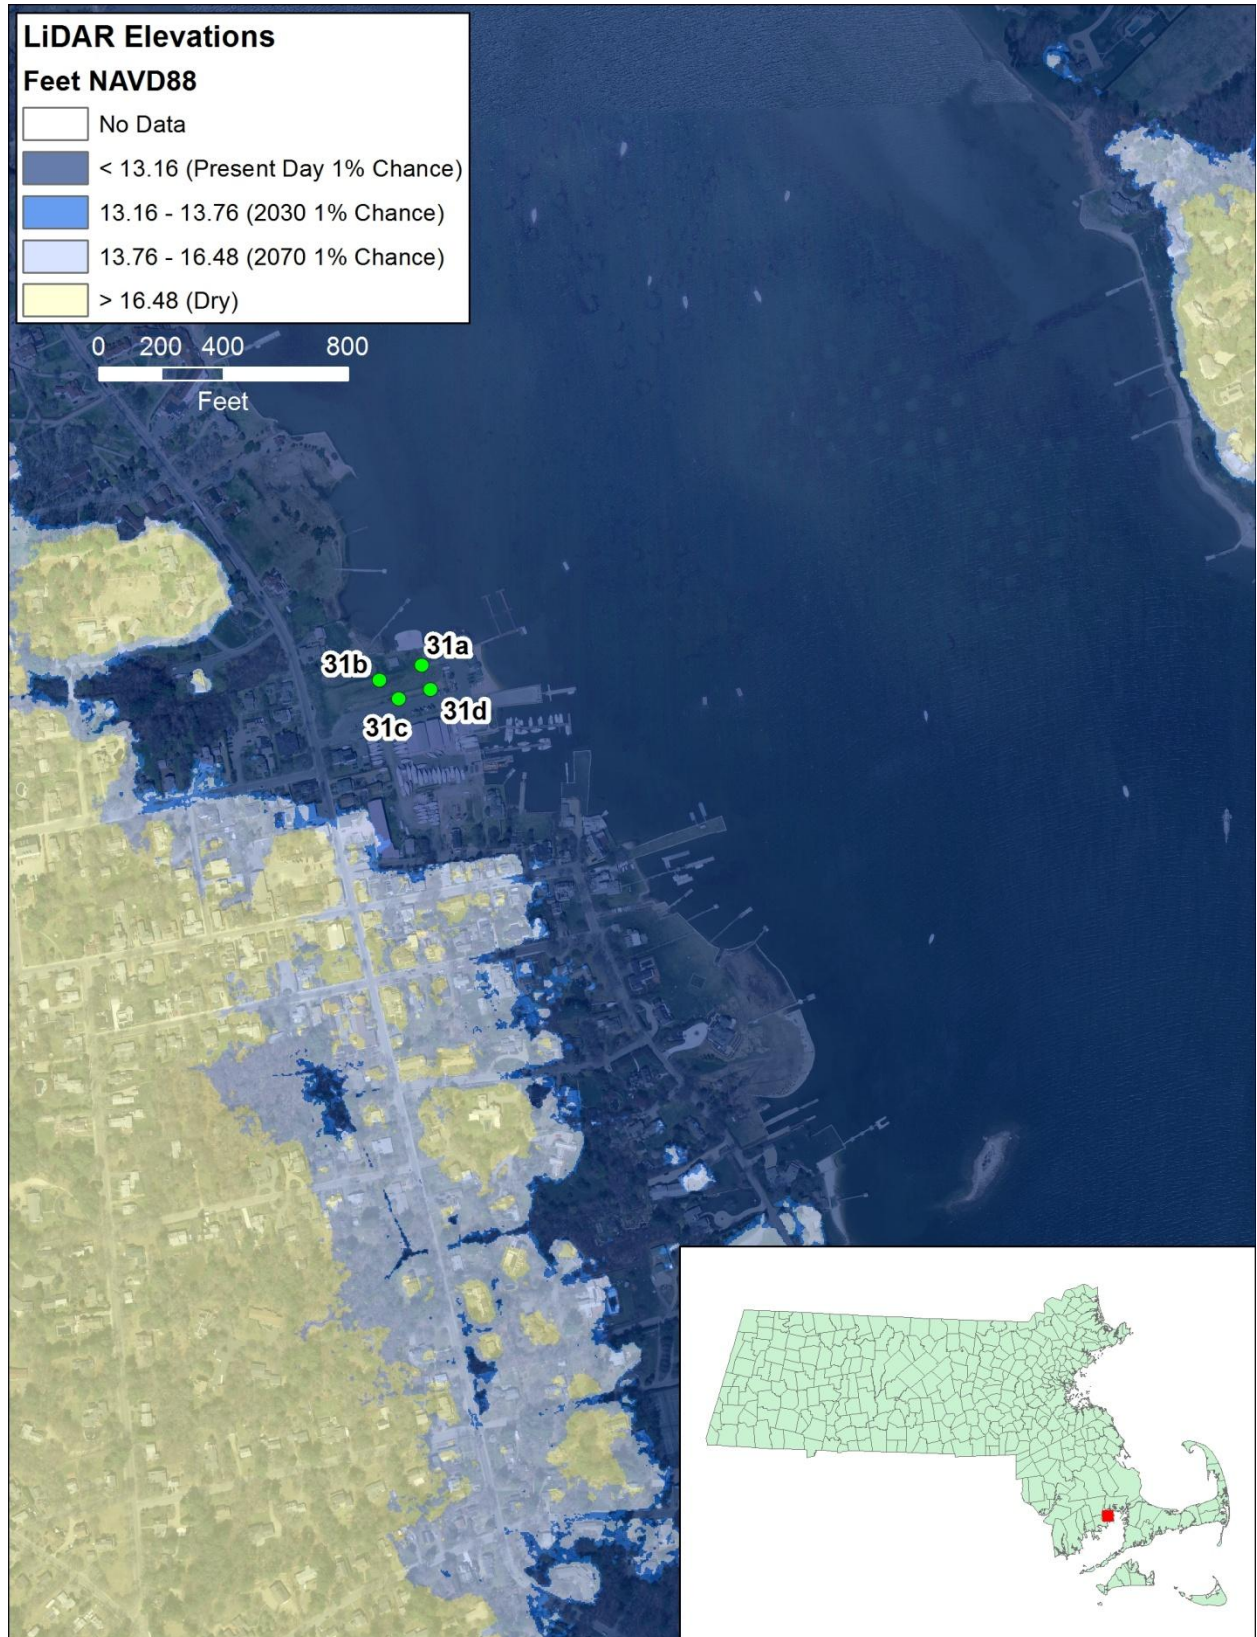 LiDAR Elevations
Feet NAVD88
No Data
< 13.16 (Present Day 1% Chance)
13.16 - 13.76 (2030 1% Chance)
13.76 - 16.48 (2070 1% Chance)
> 16.48 (Dry)
0 200 400 800
Feet
31a
31b
31d
31c